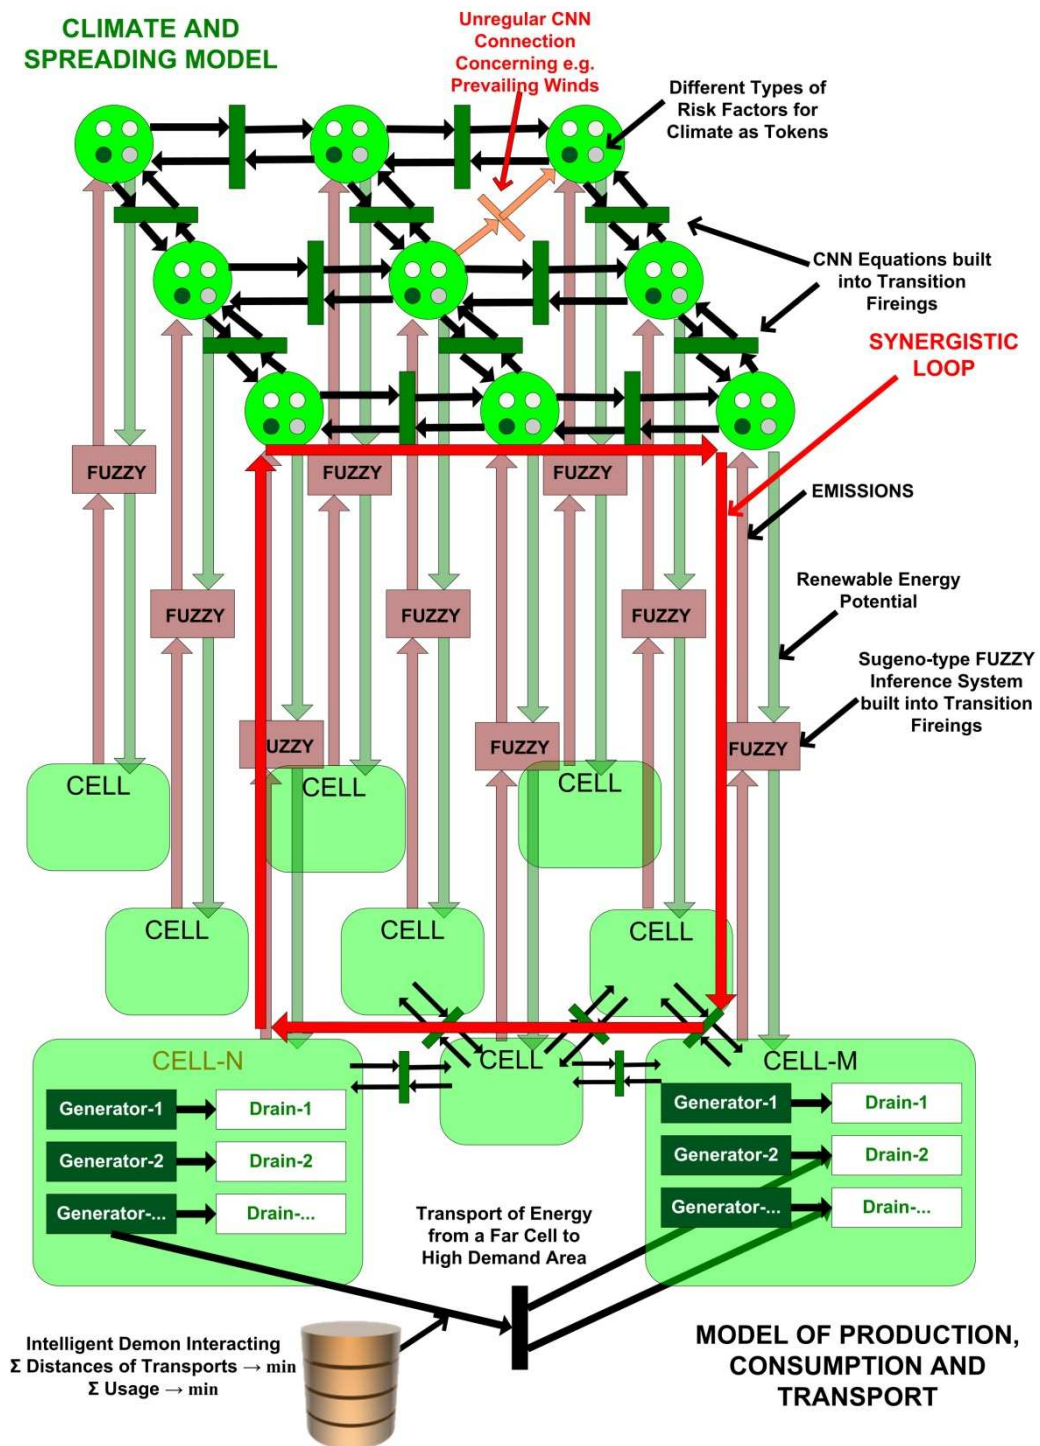 CLIMATE AND
SPREADING MODEL
Unregular CNN
Connection
Concerning e.g.
Prevailing Winds
Different Types of
Risk Factors for
Climate as Tokens
CNN Equations built
into Transition
Fireings
SYNERGISTIC
LOOP
FUZZY
FUZZY
FUZZY
EMISSIONS
Renewable Energy
Potential
FUZZY
FUZZY
FUZZY
Sugeno-type FUZZY
Inference System
built into Transition
Fireings
FUZZY
FUZZY
FUZZY
CELL
CELL
CELL
CELL
CELL
CELL
CELL-N
CELL
CELL-M
Generator-1
Drain-1
Generator-2
Drain-2
Generator-...
Drain-...
Generator-1
Drain-1
Generator-2
Drain-2
Generator-...
Drain-...
Transport of Energy
from a Far Cell to
High Demand Area
Intelligent Demon Interacting
Σ Distances of Transports → min
Σ Usage → min
MODEL OF PRODUCTION,
CONSUMPTION AND
TRANSPORT